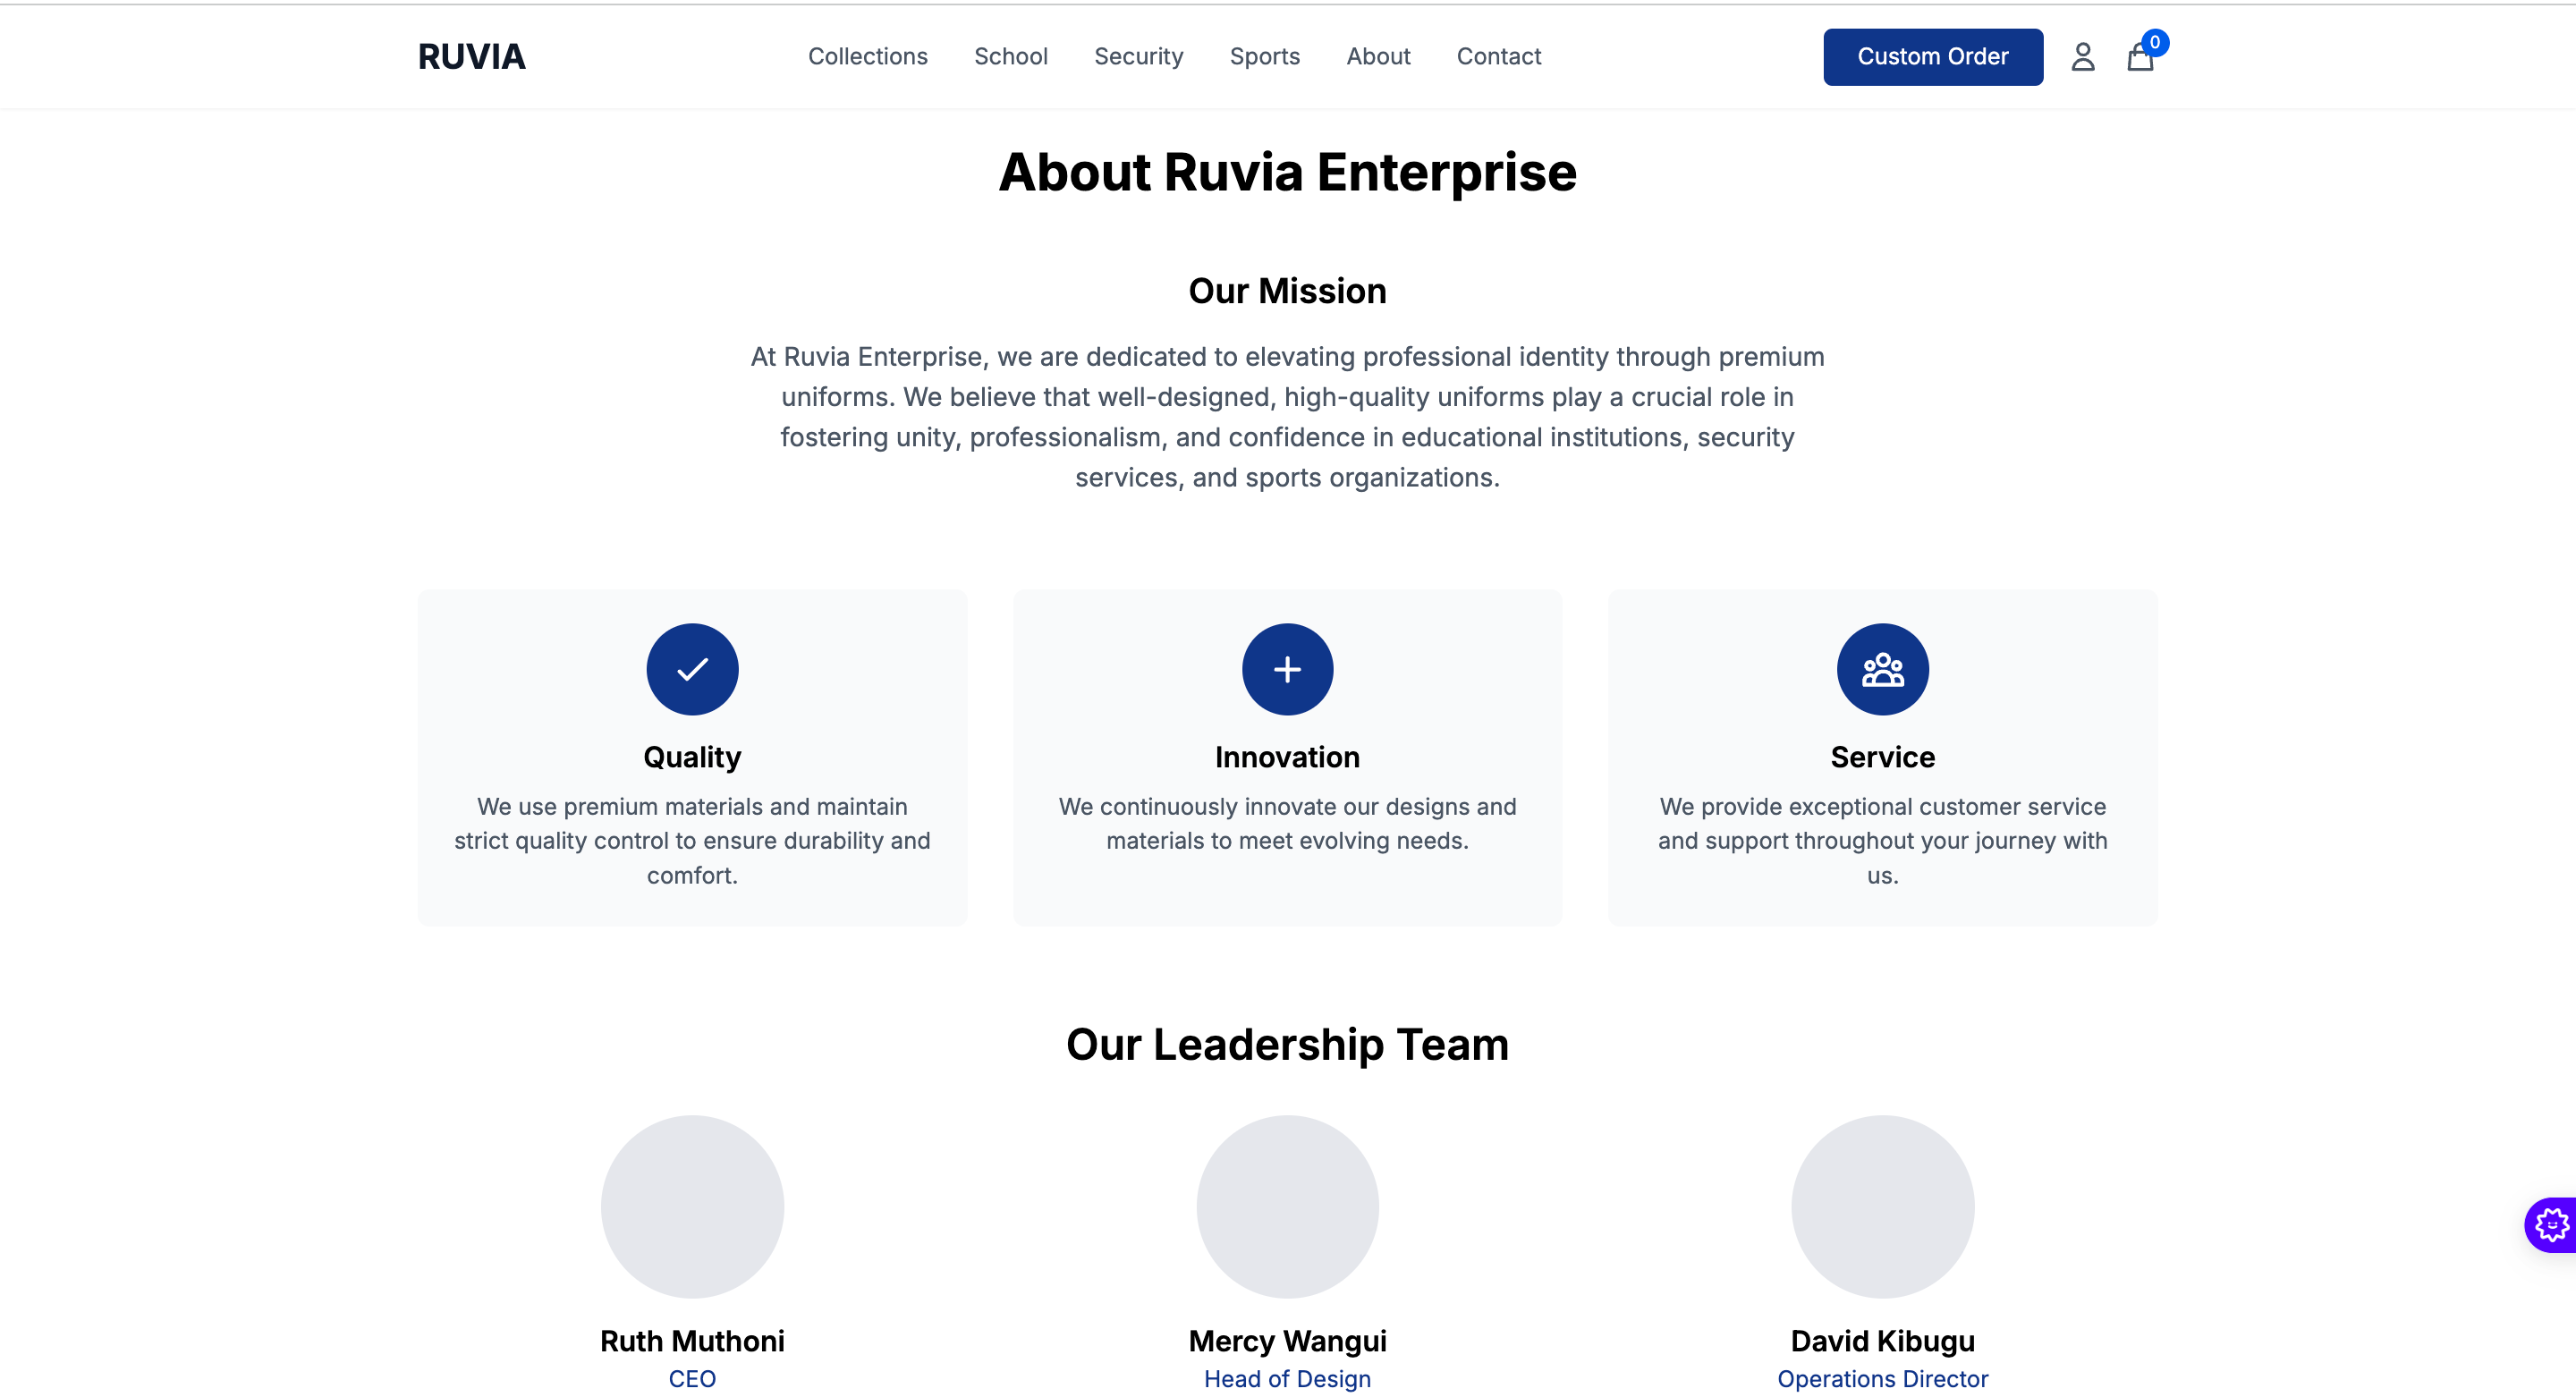 RUVIA
Collections
School
Security
Sports
About
Contact
Custom Order
0
About Ruvia Enterprise
Our Mission
At Ruvia Enterprise, we are dedicated to elevating professional identity through premium
uniforms. We believe that well-designed, high-quality uniforms play a crucial role in
fostering unity, professionalism, and confidence in educational institutions, security
services, and sports organizations.
Quality
We use premium materials and maintain
strict quality control to ensure durability and
comfort.
Innovation
We continuously innovate our designs and
materials to meet evolving needs.
Service
We provide exceptional customer service
and support throughout your journey with
us.
Our Leadership Team
Ruth Muthoni
CEO
Mercy Wangui
Head of Design
David Kibugu
Operations Director